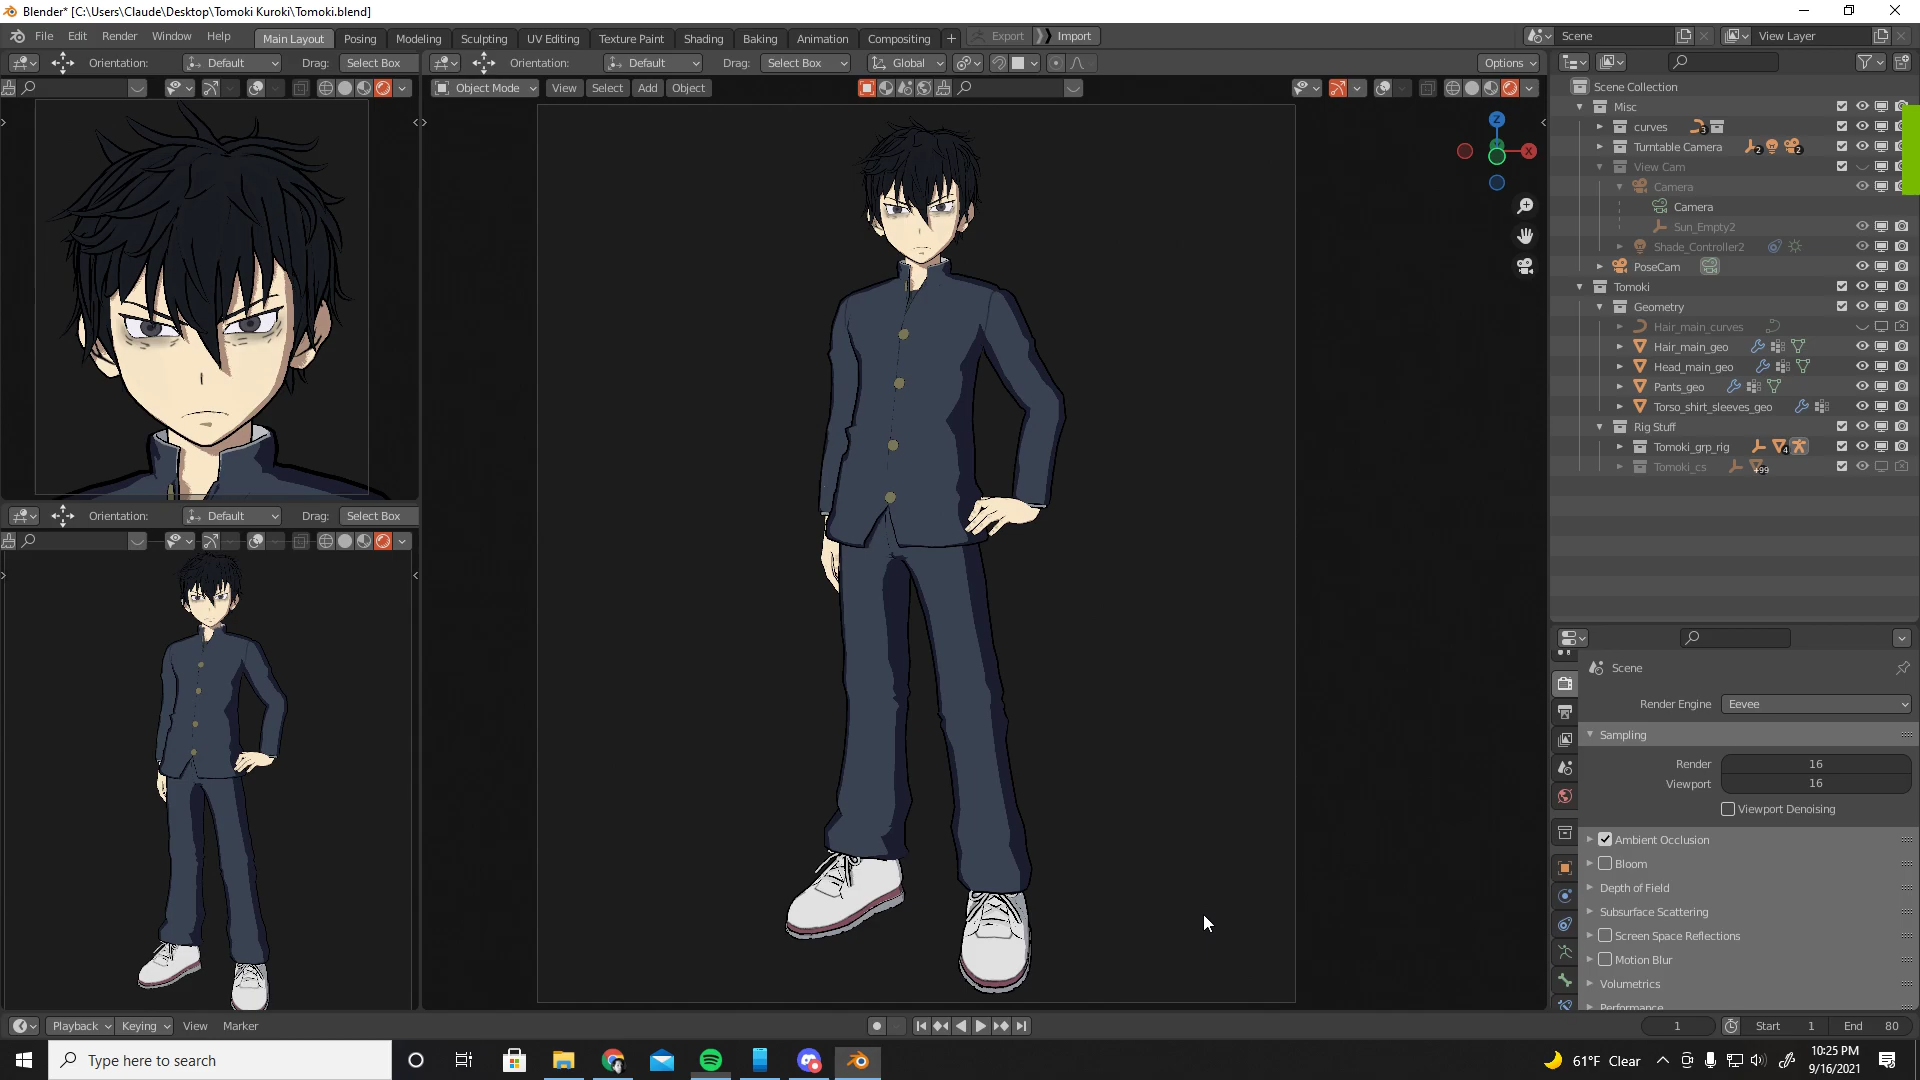 Blender* [C:\Users\Claude\Desktop\Tomoki Kuroki\Tomoki.blend]
File Edit Render Window Help Main Layout Posing Modeling Sculpting UV Editing Texture Paint Shading Baking Animation Compositing + Export Import Scene View Layer
Orientation: Default Drag: Select Box Orientation: Default Drag: Select Box Global Options
Object Mode View Select Add Object
Scene Collection
Misc
curves 3
Turntable Camera 2 2
View Cam
Camera
Camera
Sun_Empty2
Shade_Controller2
PoseCam
Tomoki
Geometry
Hair_main_curves
Hair_main_geo
Head_main_geo
Pants_geo
Torso_shirt_sleeves_geo
Rig Stuff
Tomoki_grp_rig 4
Tomoki_cs +99
Z
X
Orientation: Default Drag: Select Box
Scene
Render Engine Eevee
Sampling
Render 16
Viewport 16
Viewport Denoising
Ambient Occlusion
Bloom
Depth of Field
Subsurface Scattering
Screen Space Reflections
Motion Blur
Volumetrics
Performance
Playback Keying View Marker 1 Start 1 End 80
Type here to search 61°F Clear 10:25 PM
9/16/2021